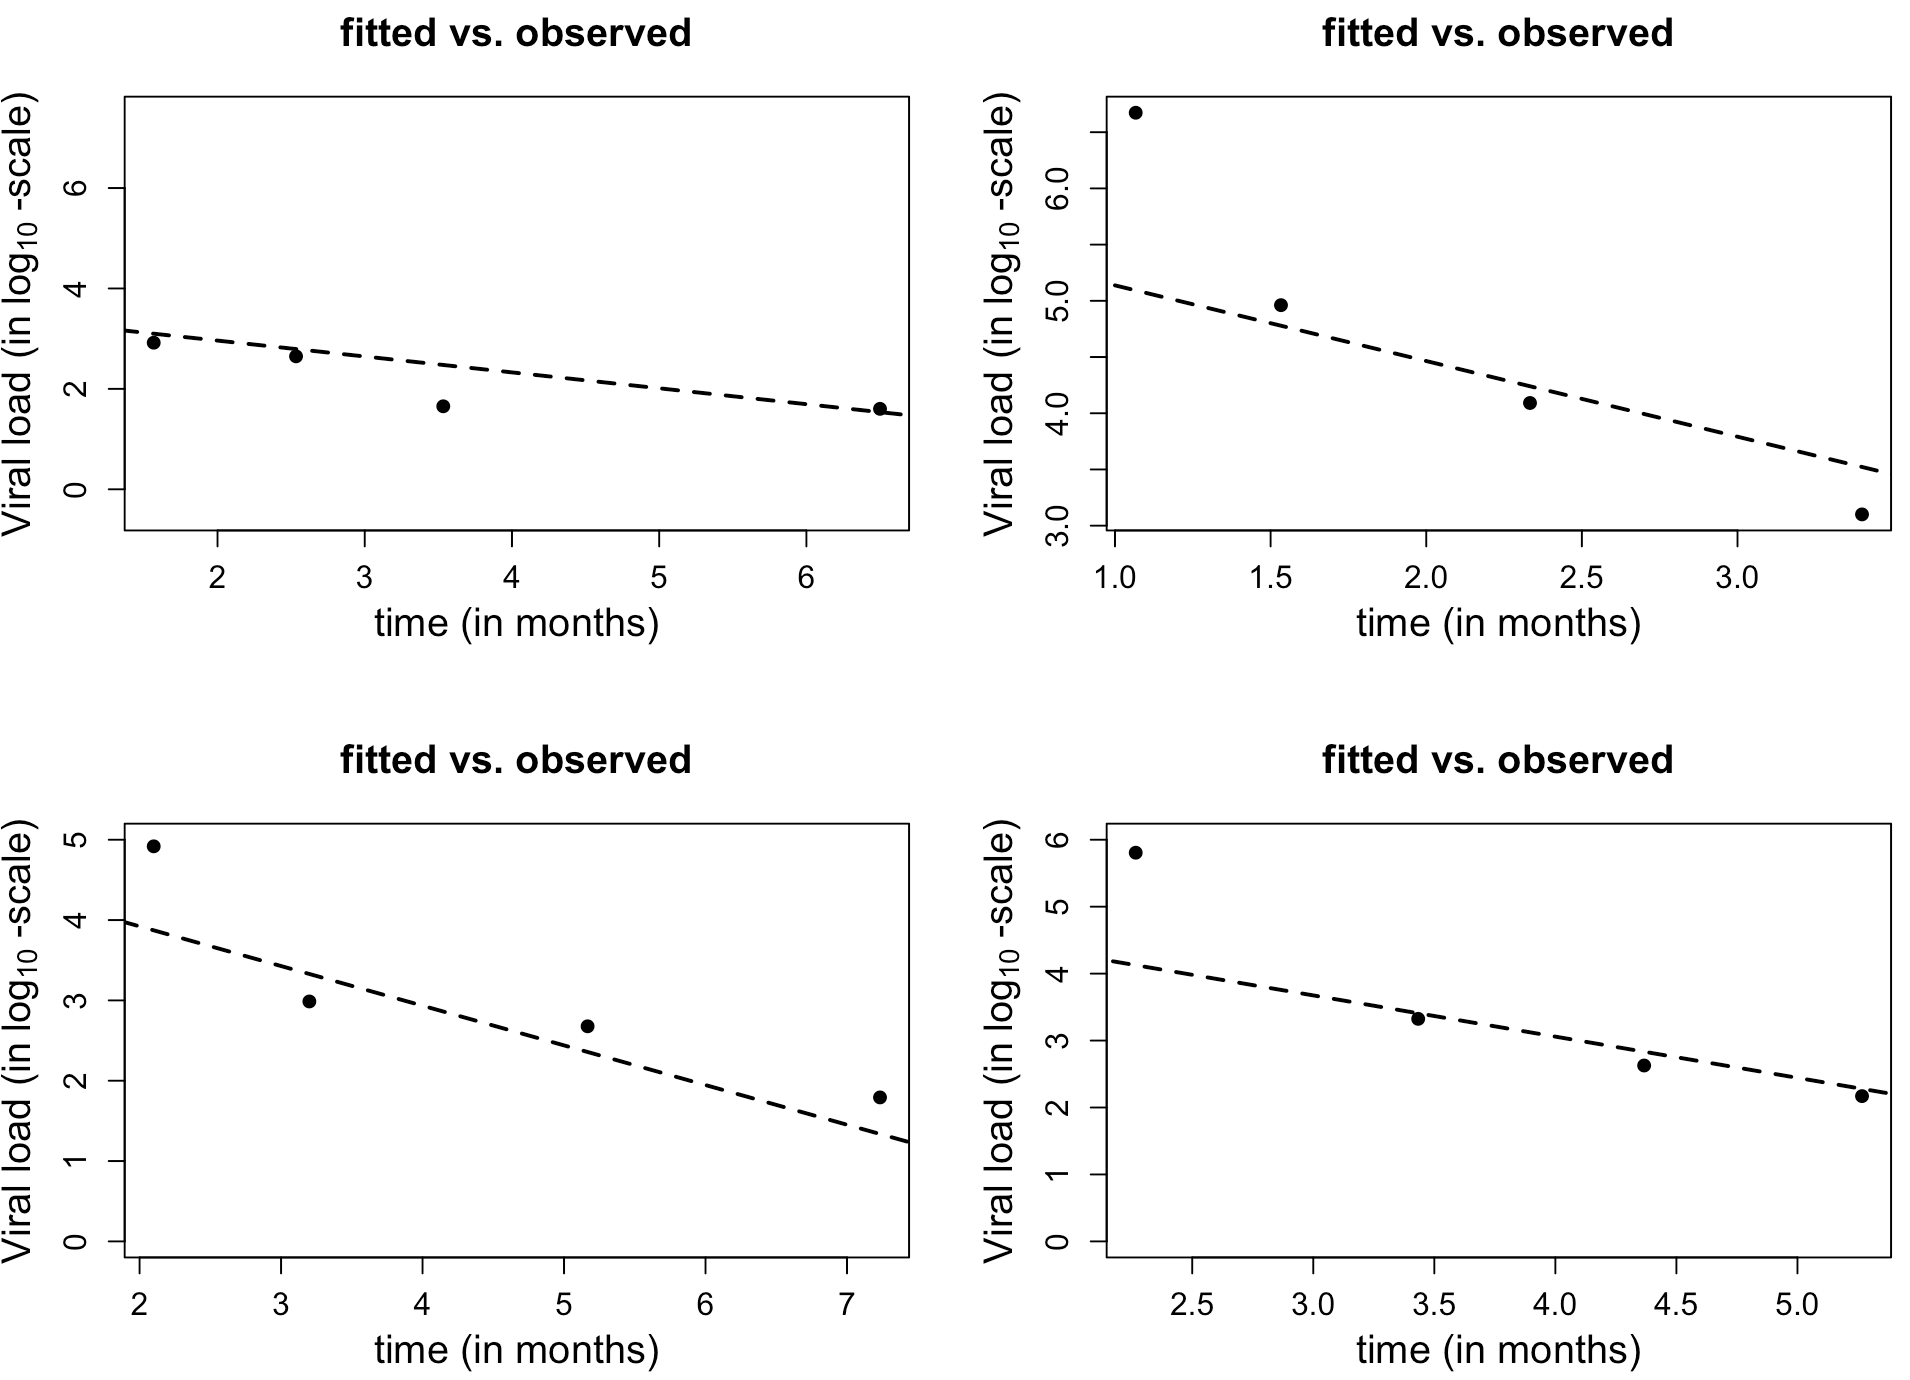 fitted vs. observed
Viral load (in log10 -scale)
6
4
2
0
2 3 4 5 6
time (in months)
fitted vs. observed
Viral load (in log10 -scale)
6.0
5.0
4.0
3.0
1.0 1.5 2.0 2.5 3.0
time (in months)
fitted vs. observed
Viral load (in log10 -scale)
5
4
3
2
1
0
2 3 4 5 6 7
time (in months)
fitted vs. observed
Viral load (in log10 -scale)
6
5
4
3
2
1
0
2.5 3.0 3.5 4.0 4.5 5.0
time (in months)